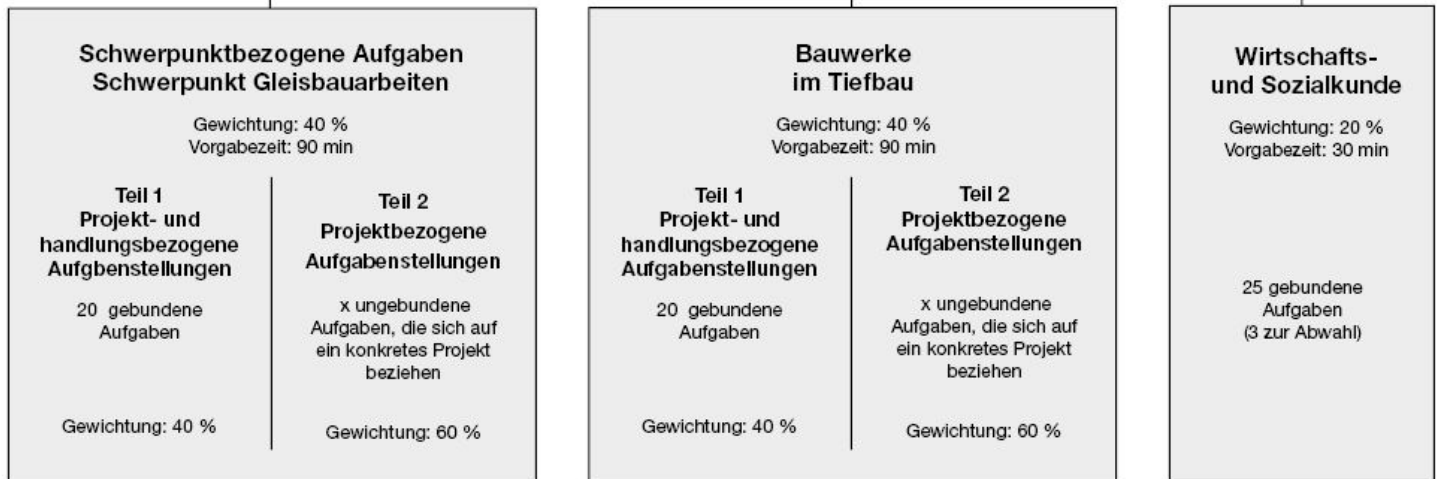 Schwerpunktbezogene Aufgaben
Schwerpunkt Gleisbauarbeiten
Gewichtung: 40 %
Vorgabezeit: 90 min
Teil 1
Projekt- und
handlungsbezogene
Aufgbenstellungen
20 gebundene
Aufgaben
Gewichtung: 40 %
Teil 2
Projektbezogene
Aufgabenstellungen
x ungebundene
Aufgaben, die sich auf
ein konkretes Projekt
beziehen
Gewichtung: 60 %
Bauwerke
im Tiefbau
Gewichtung: 40 %
Vorgabezeit: 90 min
Teil 1
Projekt- und
handlungsbezogene
Aufgabenstellungen
20 gebundene
Aufgaben
Gewichtung: 40 %
Teil 2
Projektbezogene
Aufgabenstellungen
x ungebundene
Aufgaben, die sich auf
ein konkretes Projekt
beziehen
Gewichtung: 60 %
Wirtschafts-
und Sozialkunde
Gewichtung: 20 %
Vorgabezeit: 30 min
25 gebundene
Aufgaben
(3 zur Abwahl)